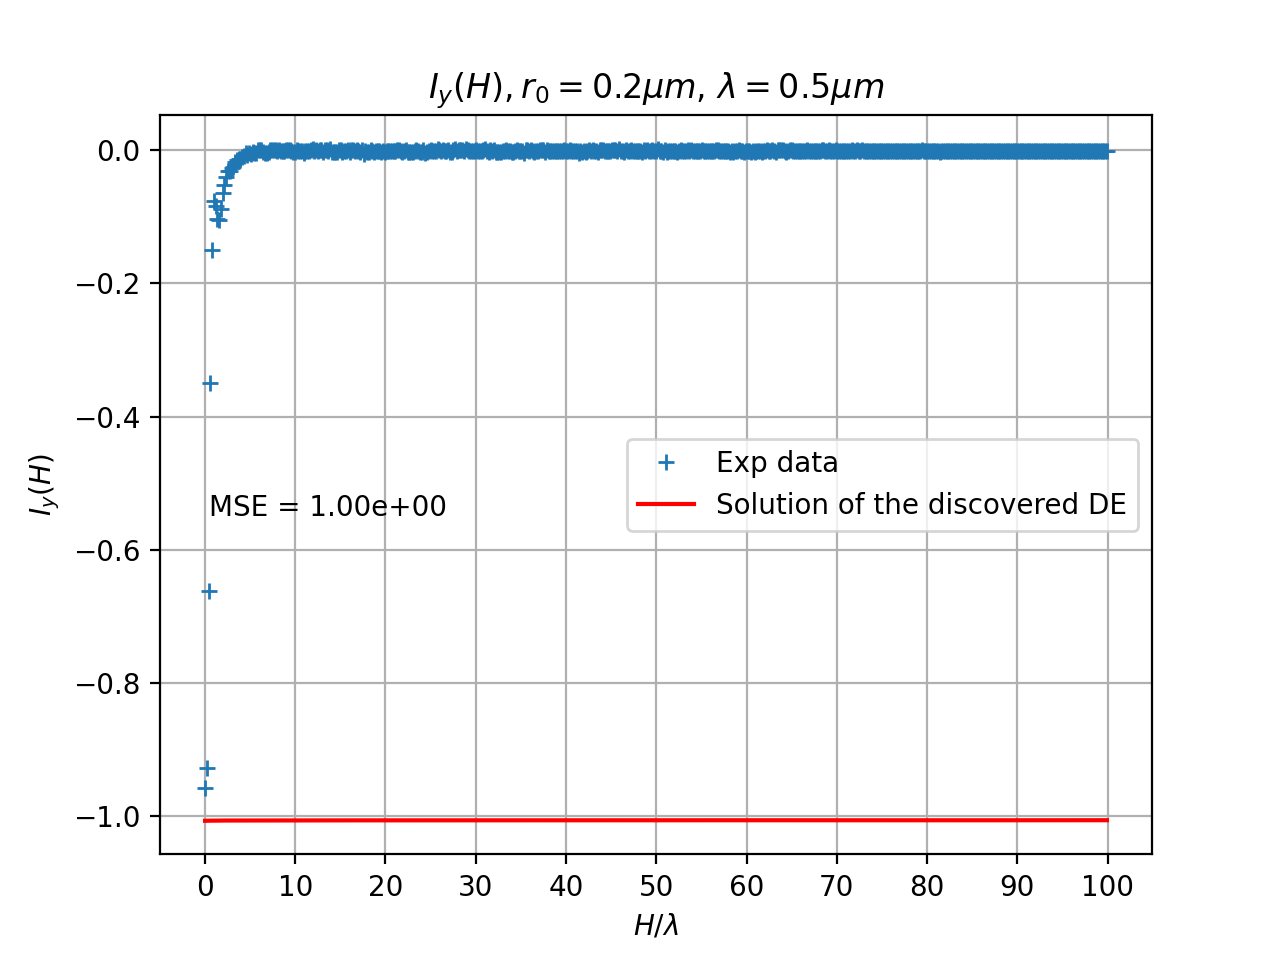 I_y(H), r_0 = 0.2μm, λ = 0.5μm
0.0
−0.2
−0.4
−0.6
−0.8
−1.0
I_y(H)
Exp data
Solution of the discovered DE
MSE = 1.00e+00
0 10 20 30 40 50 60 70 80 90 100
H/λ